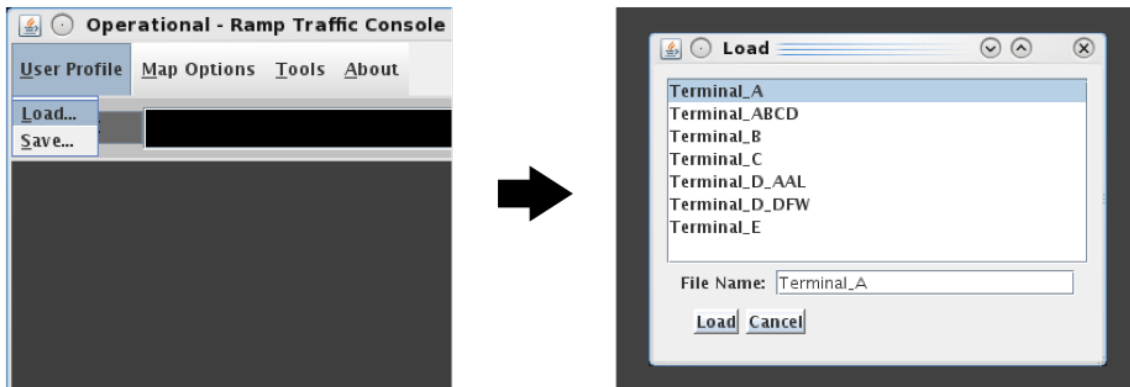 Operational - Ramp Traffic Console
User Profile Map Options Tools About
Load...
Save...
Load
Terminal_A
Terminal_ABCD
Terminal_B
Terminal_C
Terminal_D_AAL
Terminal_D_DFW
Terminal_E
File Name: Terminal_A
Load Cancel